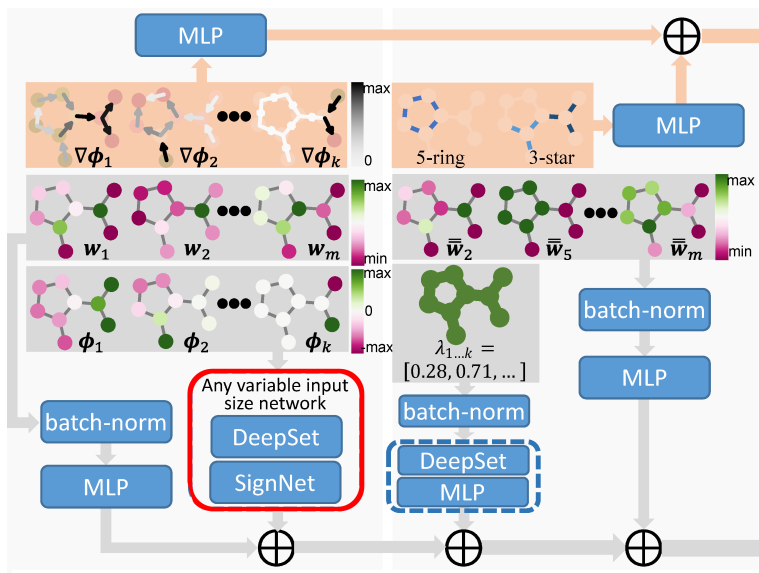 MLP
max
0
∇ϕ₁
∇ϕ₂
∇ϕₖ
5-ring
3-star
MLP
max
min
w₁
w₂
wₘ
max
min
w̿₂
w̿₅
w̿ₘ
max
0
-max
ϕ₁
ϕ₂
ϕₖ
λ₁…ₖ =
[0.28, 0.71, …]
batch-norm
MLP
Any variable input
size network
DeepSet
SignNet
batch-norm
MLP
batch-norm
DeepSet
MLP